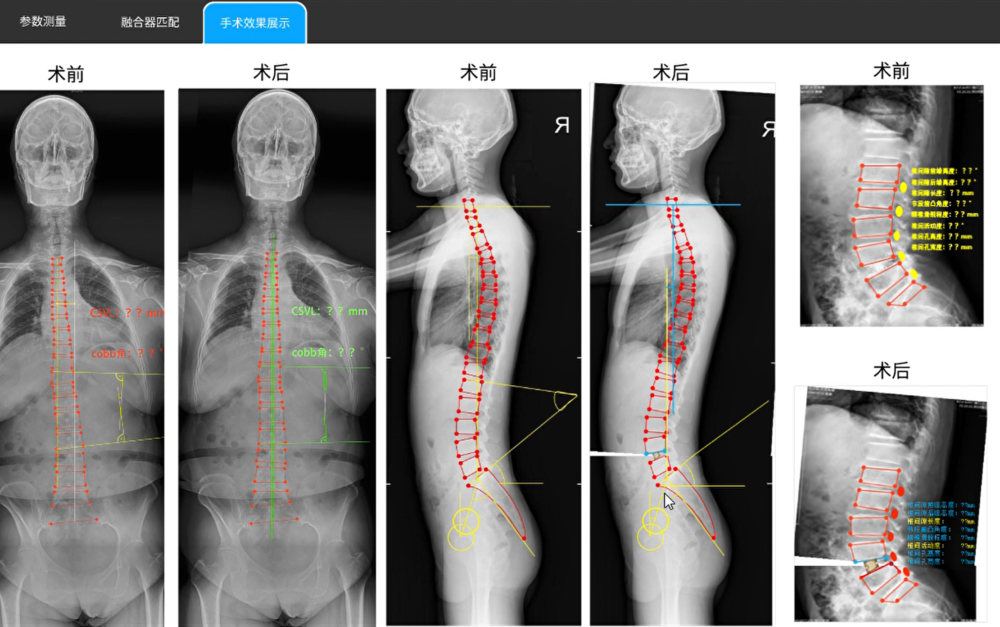 参数测量
融合器匹配
手术效果展示
术前
术后
术前
术后
术前
R
R
CSVL：？？mm
cobb角：？？°
CSVL：？？mm
cobb角：？？°
椎间隙前缘高度：？？°
椎间隙后缘高度：？？°
椎间隙长度：？？mm
节段前凸角度：？？°
腰椎滑脱程度：？？mm
椎间活动度：？？°
椎间孔高度：？？mm
椎间孔宽度：？？mm
术后
椎间隙前缘高度：??mm
椎间隙后缘高度：??mm
椎间隙长度：??mm
节段前凸角度：??mm
腰椎滑脱程度：??mm
椎间活动度：??mm
椎间孔高度：??mm
椎间孔宽度：??mm